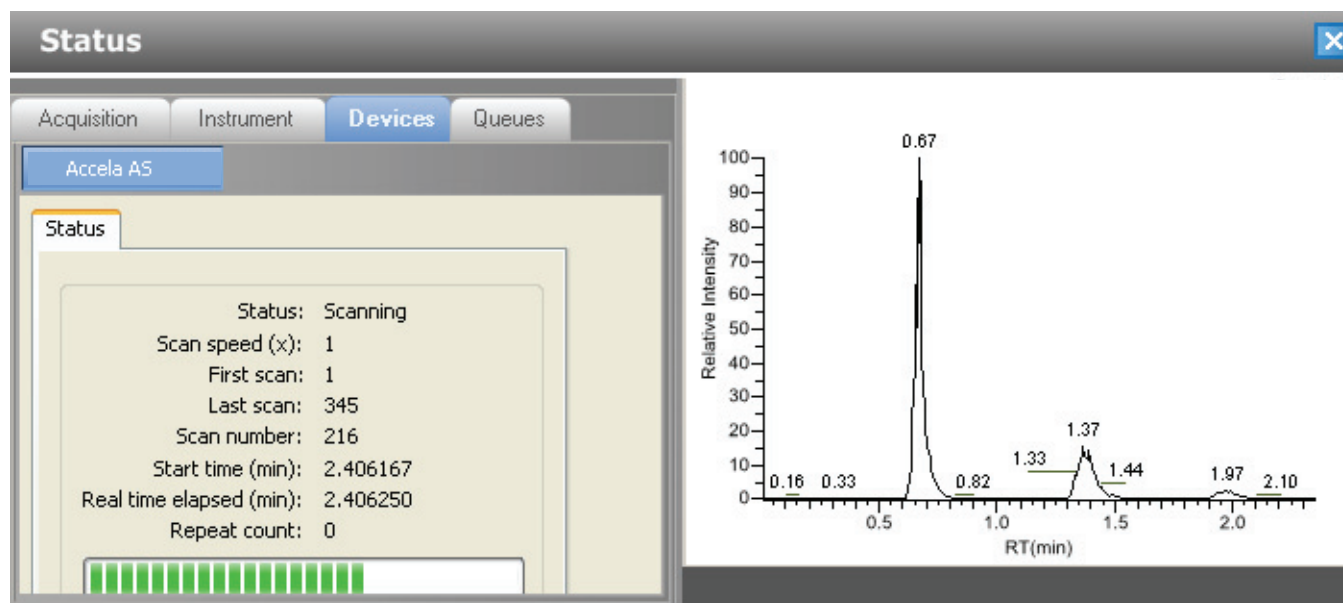 Status
Acquisition Instrument Devices Queues
Accela AS
Status
Status: Scanning
Scan speed (x): 1
First scan: 1
Last scan: 345
Scan number: 216
Start time (min): 2.406167
Real time elapsed (min): 2.406250
Repeat count: 0
0.67
100
90
80
70
60
50
40
30
20
10
0
Relative Intensity
0.16
0.33
0.82
1.33
1.37
1.44
1.97
2.10
0.5
1.0
1.5
2.0
RT(min)